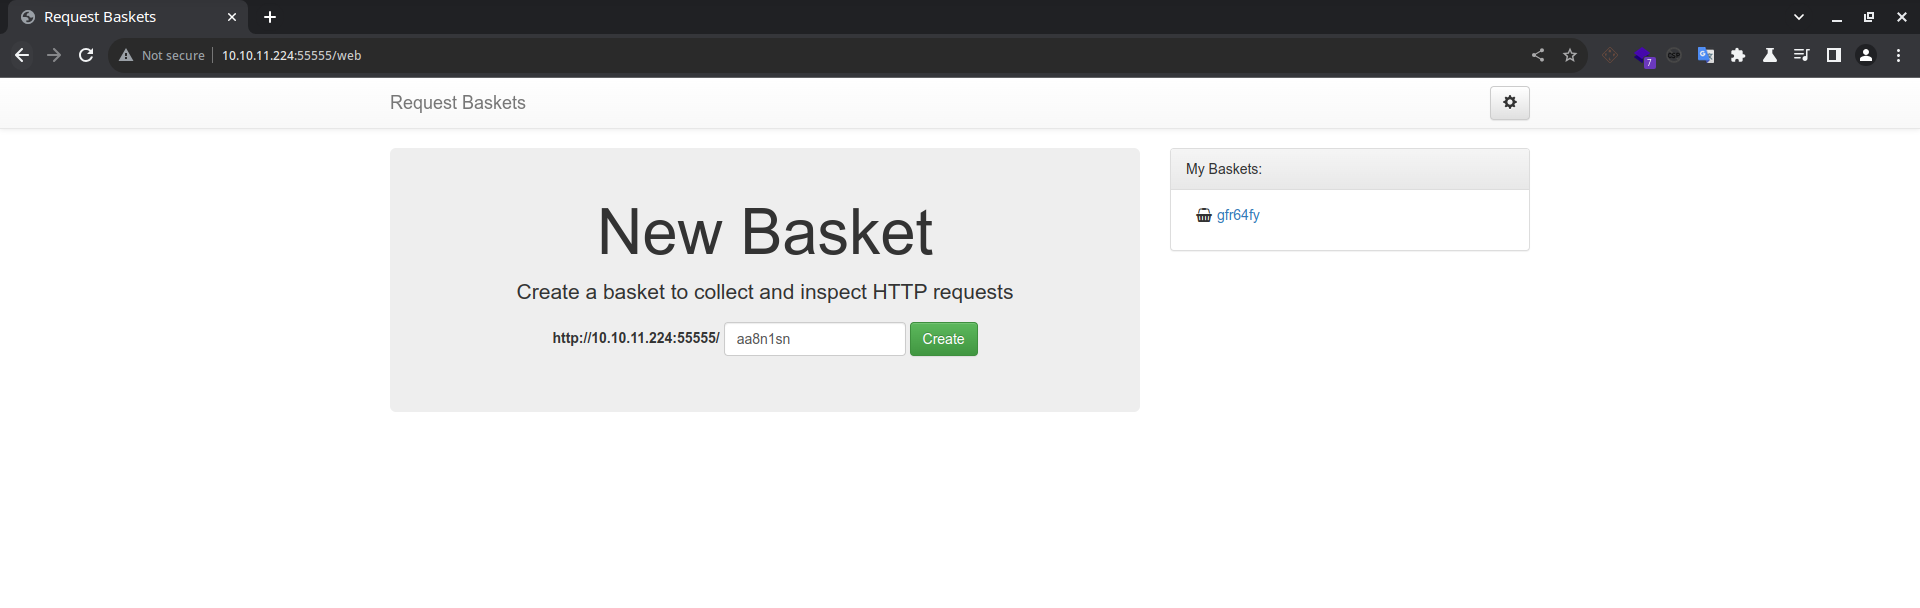 Request Baskets
Not secure 10.10.11.224:55555/web
7
Request Baskets
New Basket
Create a basket to collect and inspect HTTP requests
http://10.10.11.224:55555/ aa8n1sn Create
My Baskets:
gfr64fy